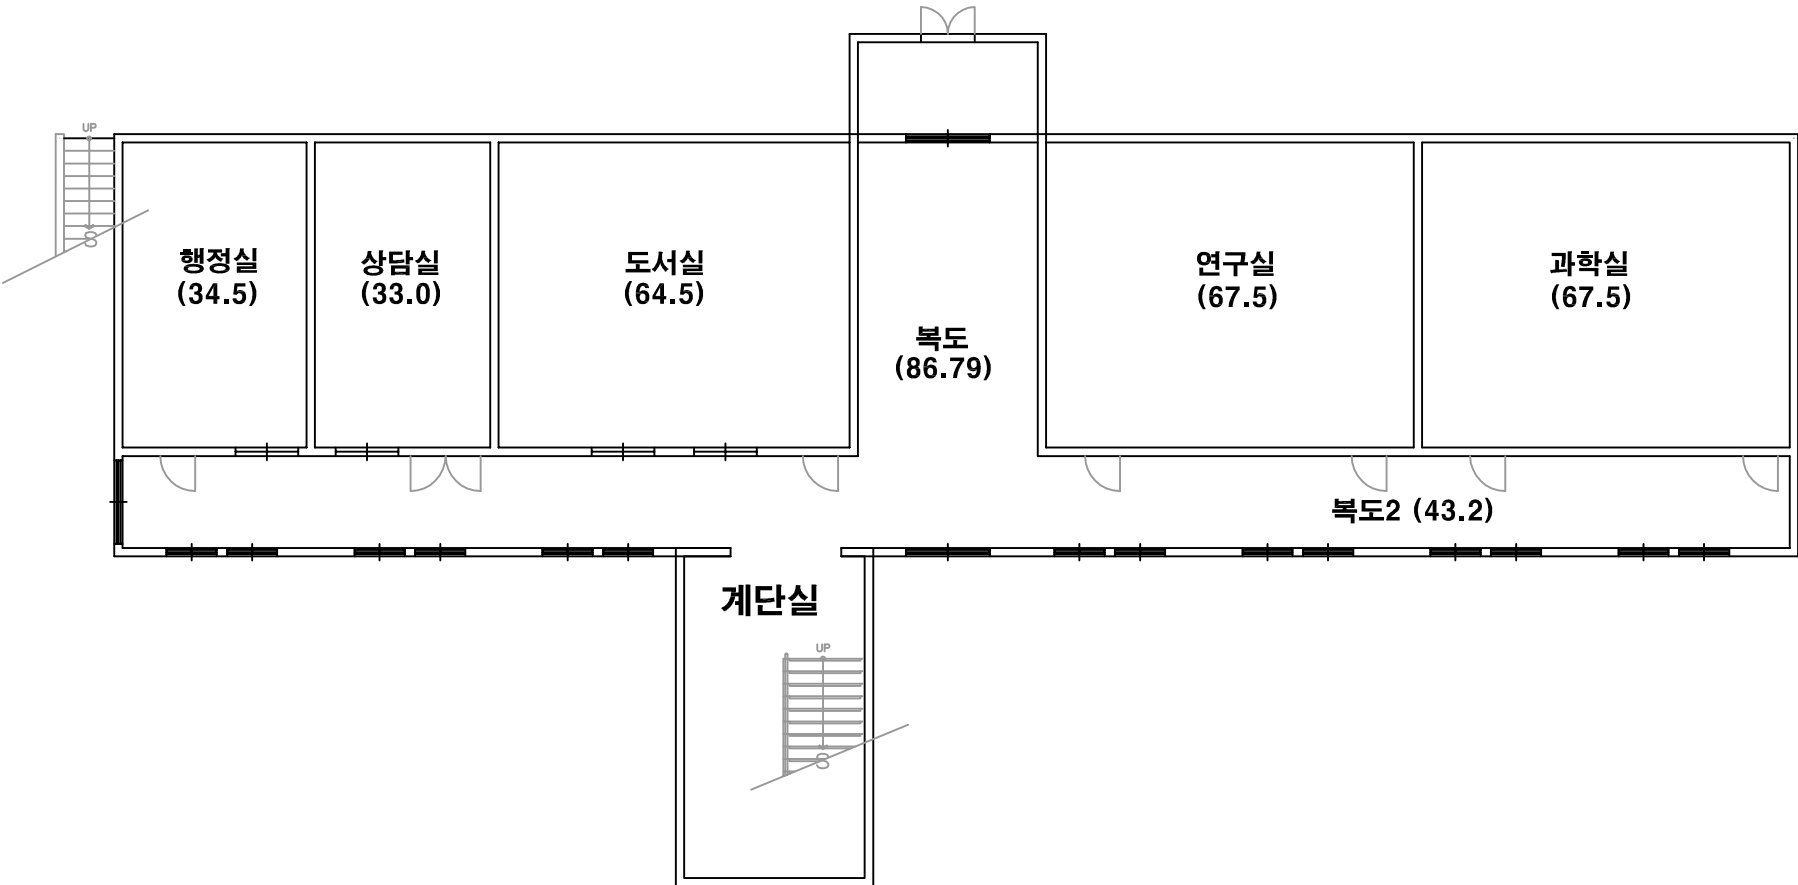 UP
행정실
(34.5)
상담실
(33.0)
도서실
(64.5)
복도
(86.79)
연구실
(67.5)
과학실
(67.5)
복도2 (43.2)
계단실
UP